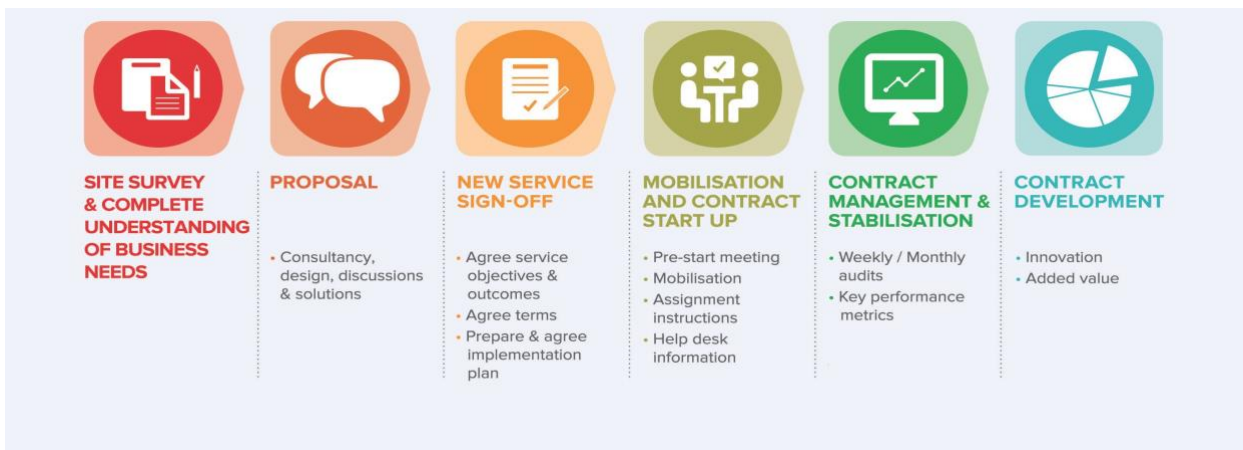 SITE SURVEY
& COMPLETE
UNDERSTANDING
OF BUSINESS
NEEDS
PROPOSAL
• Consultancy,
design, discussions
& solutions
NEW SERVICE
SIGN-OFF
• Agree service
objectives &
outcomes
• Agree terms
• Prepare & agree
implementation
plan
MOBILISATION
AND CONTRACT
START UP
• Pre-start meeting
• Mobilisation
• Assignment
instructions
• Help desk
information
CONTRACT
MANAGEMENT &
STABILISATION
• Weekly / Monthly
audits
• Key performance
metrics
CONTRACT
DEVELOPMENT
• Innovation
• Added value